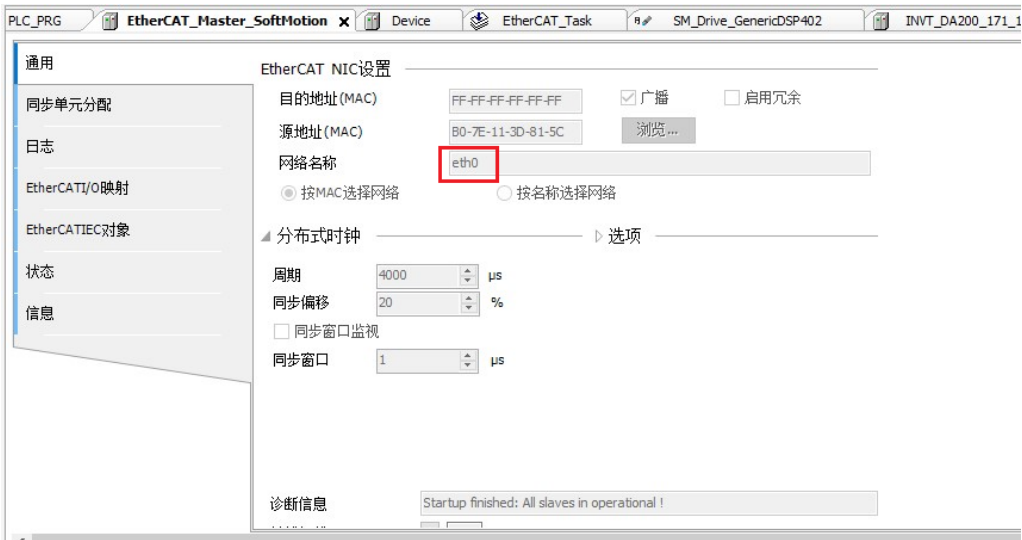 PLC_PRG EtherCAT_Master_SoftMotion Device EtherCAT_Task SM_Drive_GenericDSP402 INVT_DA200_171_1
通用
EtherCAT NIC设置
目的地址(MAC) FF-FF-FF-FF-FF-FF 广播 启用冗余
同步单元分配
源地址(MAC) B0-7E-11-3D-81-5C 浏览...
日志
网络名称 eth0
EtherCATI/O映射
按MAC选择网络 按名称选择网络
EtherCATIEC对象
分布式时钟 选项
状态
周期 4000 µs
同步偏移 20 %
信息
同步窗口监视
同步窗口 1 µs
诊断信息 Startup finished: All slaves in operational !